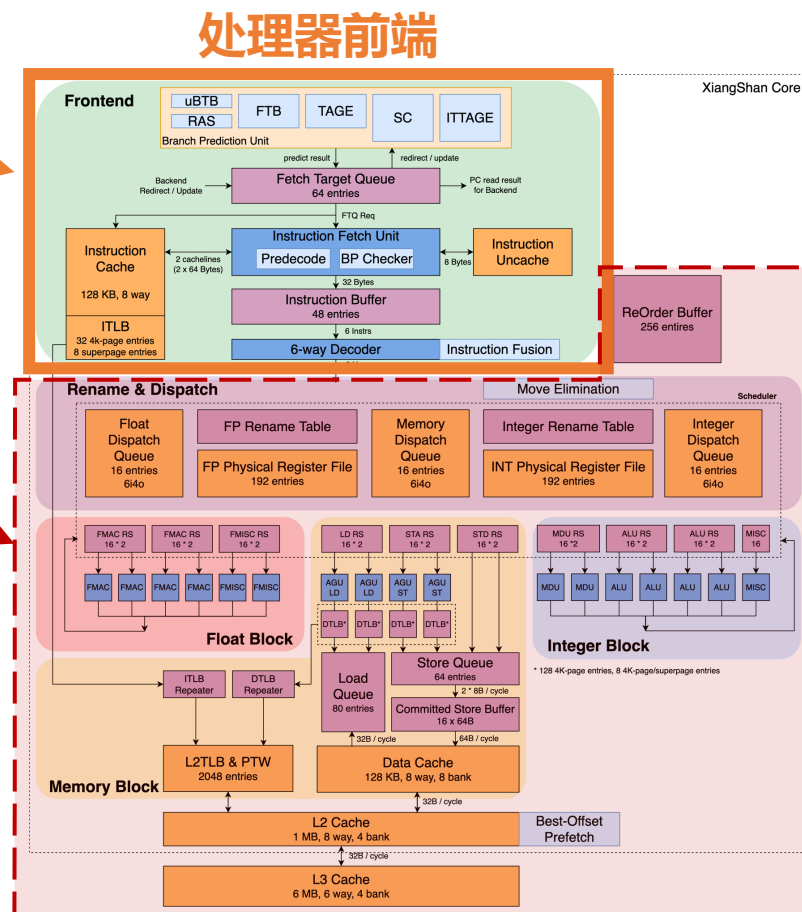 处理器前端
XiangShan Core
Frontend
uBTB
RAS
FTB
TAGE
SC
ITTAGE
Branch Prediction Unit
predict result
redirect / update
Backend
Redirect / Update
Fetch Target Queue
64 entries
PC read result
for Backend
FTQ Req
Instruction
Cache
128 KB, 8 way
2 cachelines
(2 x 64 Bytes)
Instruction Fetch Unit
Predecode
BP Checker
8 Bytes
Instruction
Uncache
32 Bytes
Instruction Buffer
48 entries
ITLB
32 4k-page entries
8 superpage entries
6 Instrs
6-way Decoder
Instruction Fusion
ReOrder Buffer
256 entires
Rename & Dispatch
Move Elimination
Scheduler
Float
Dispatch
Queue
16 entries
6i4o
FP Rename Table
FP Physical Register File
192 entries
Memory
Dispatch
Queue
16 entries
6i4o
Integer Rename Table
INT Physical Register File
192 entries
Integer
Dispatch
Queue
16 entries
6i4o
FMAC RS
16 * 2
FMAC RS
16 * 2
FMISC RS
16 * 2
FMAC
FMAC
FMAC
FMAC
FMISC
FMISC
Float Block
LD RS
16 * 2
STA RS
16 * 2
STD RS
16 * 2
AGU
LD
AGU
LD
AGU
ST
AGU
ST
DTLB*
DTLB*
DTLB*
DTLB*
MDU RS
16 *2
ALU RS
16 * 2
ALU RS
16 * 2
MISC
16
MDU
MDU
ALU
ALU
ALU
ALU
MISC
Integer Block
* 128 4K-page entries, 8 4K-page/superpage entries
ITLB
Repeater
DTLB
Repeater
Load
Queue
80 entries
Store Queue
64 entries
2 * 8B / cycle
Committed Store Buffer
16 x 64B
32B / cycle
64B / cycle
L2TLB & PTW
2048 entries
Data Cache
128 KB, 8 way, 8 bank
Memory Block
32B / cycle
L2 Cache
1 MB, 8 way, 4 bank
Best-Offset
Prefetch
32B / cycle
L3 Cache
6 MB, 6 way, 4 bank